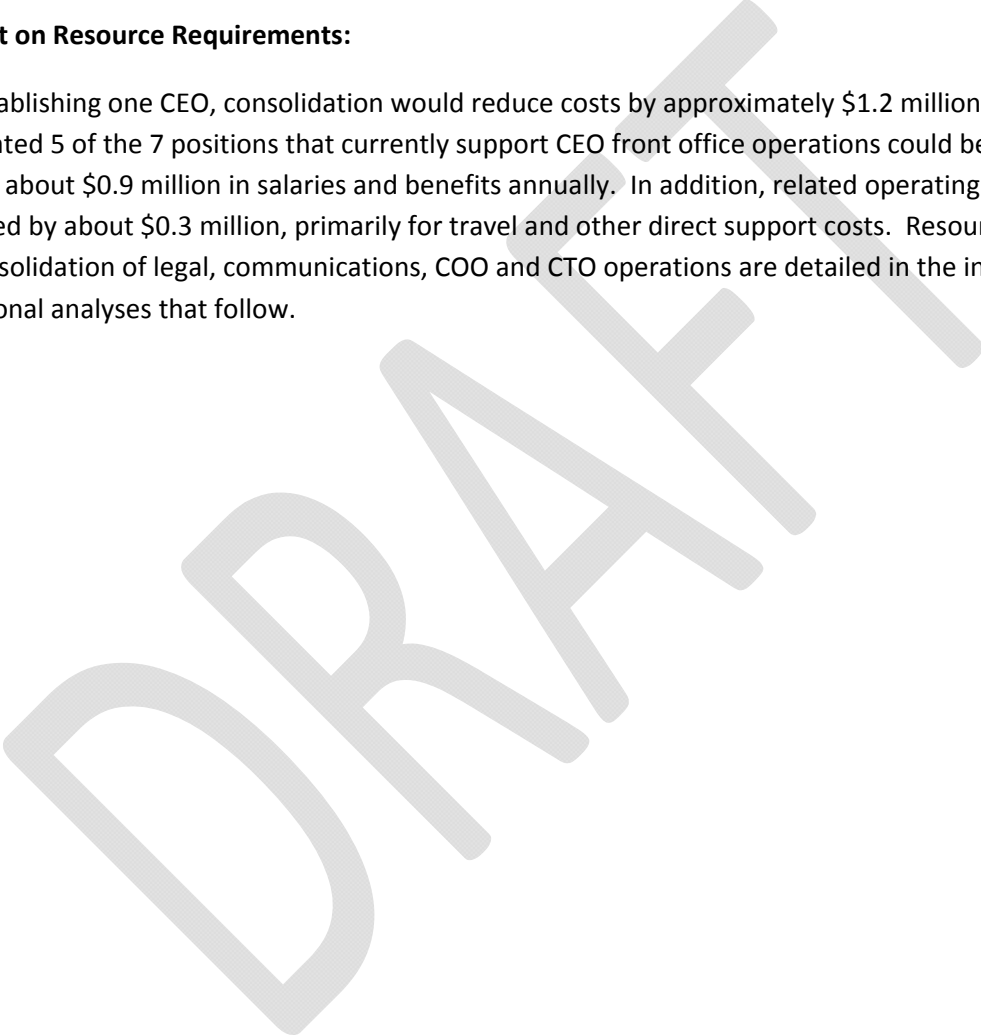 t on Resource Requirements:
ablishing one CEO, consolidation would reduce costs by approximately $1.2 million
ated 5 of the 7 positions that currently support CEO front office operations could be
about $0.9 million in salaries and benefits annually. In addition, related operating
ed by about $0.3 million, primarily for travel and other direct support costs. Resour
solidation of legal, communications, COO and CTO operations are detailed in the in
onal analyses that follow.
DRAFT